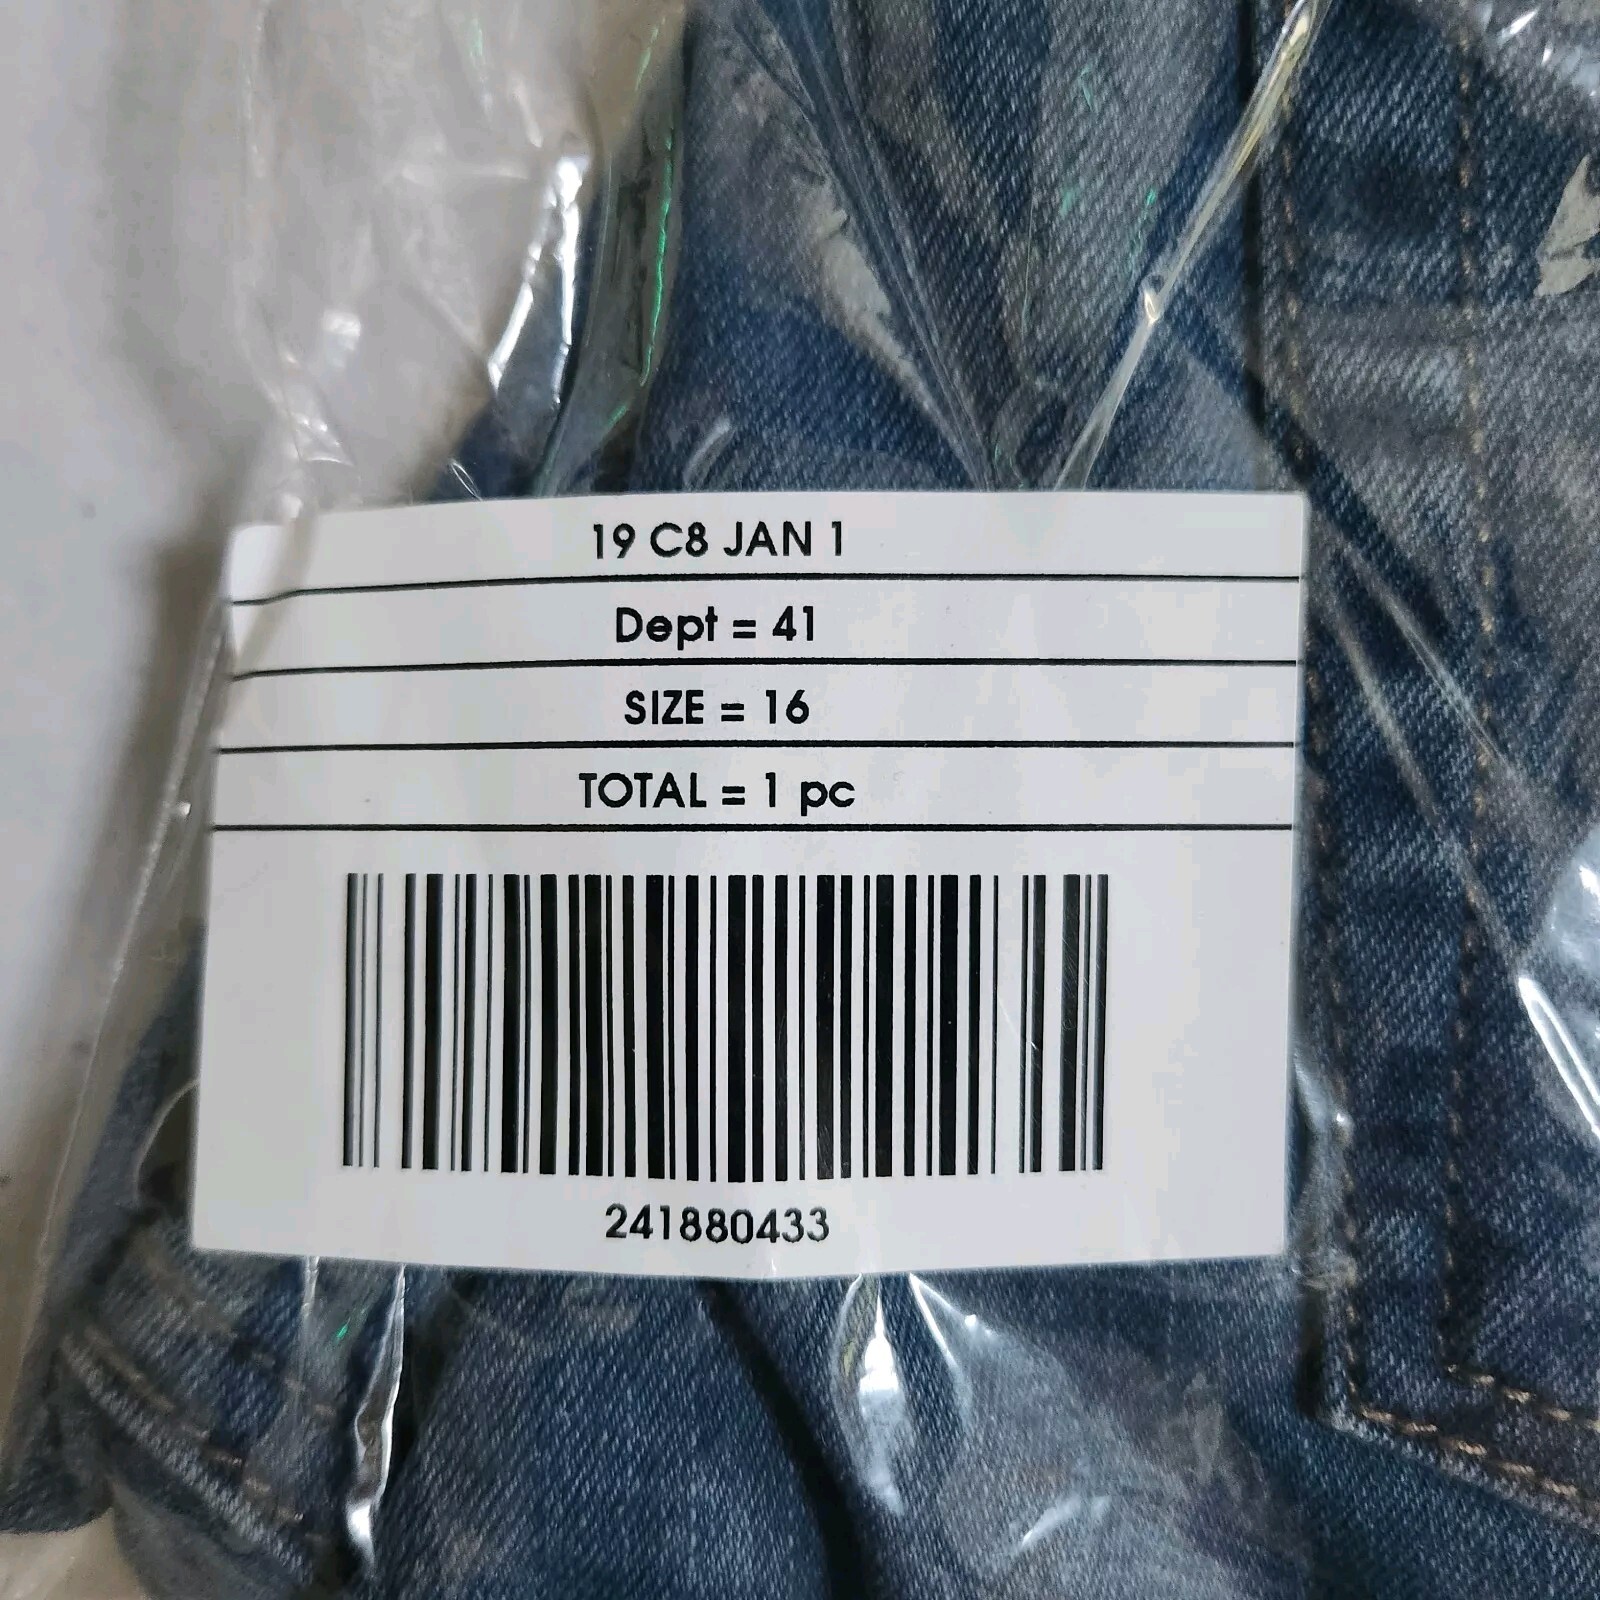 19 C8 JAN 1
Dept = 41
SIZE = 16
TOTAL = 1 pc
241880433